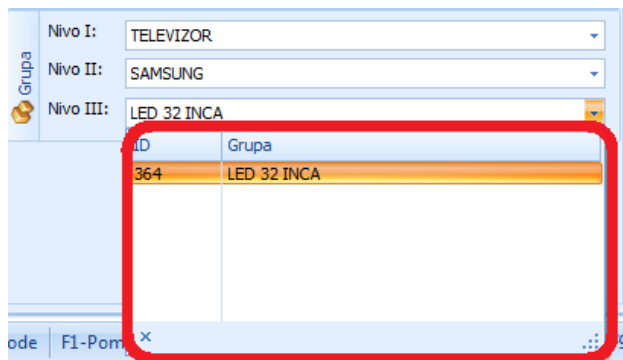 Grupa
Nivo I: TELEVIZOR
Nivo II: SAMSUNG
Nivo III: LED 32 INCA
ID Grupa
364 LED 32 INCA
ode F1-Pom